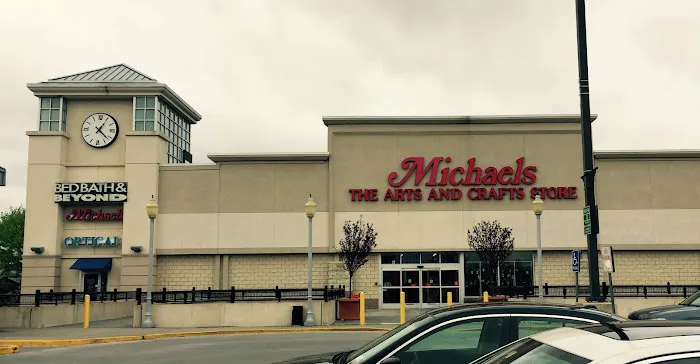 BED BATH &
BEYOND
Michaels
OPTICAL
Michaels
THE ARTS AND CRAFTS STORE